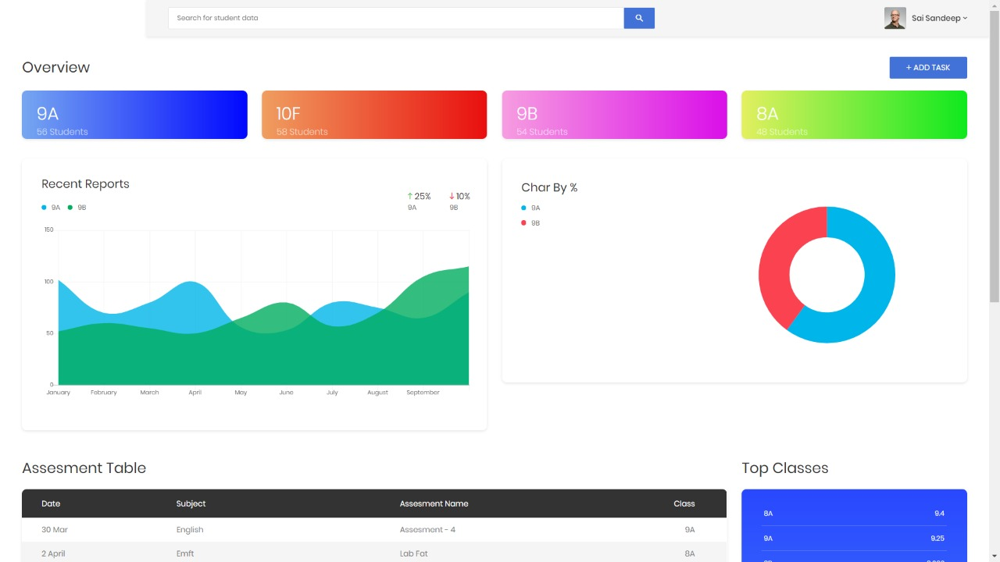 Search for student data
Sai Sandeep
Overview
+ ADD TASK
9A
56 Students
10F
58 Students
9B
54 Students
8A
48 Students
Recent Reports
9A 9B
25% 10%
9A 9B
150
100
50
0
January February March April May June July August September
Char By %
9A
9B
Assesment Table
Date Subject Assesment Name Class
30 Mar English Assesment - 4 9A
2 April Emft Lab Fat 8A
Top Classes
8A 9.4
9A 9.25